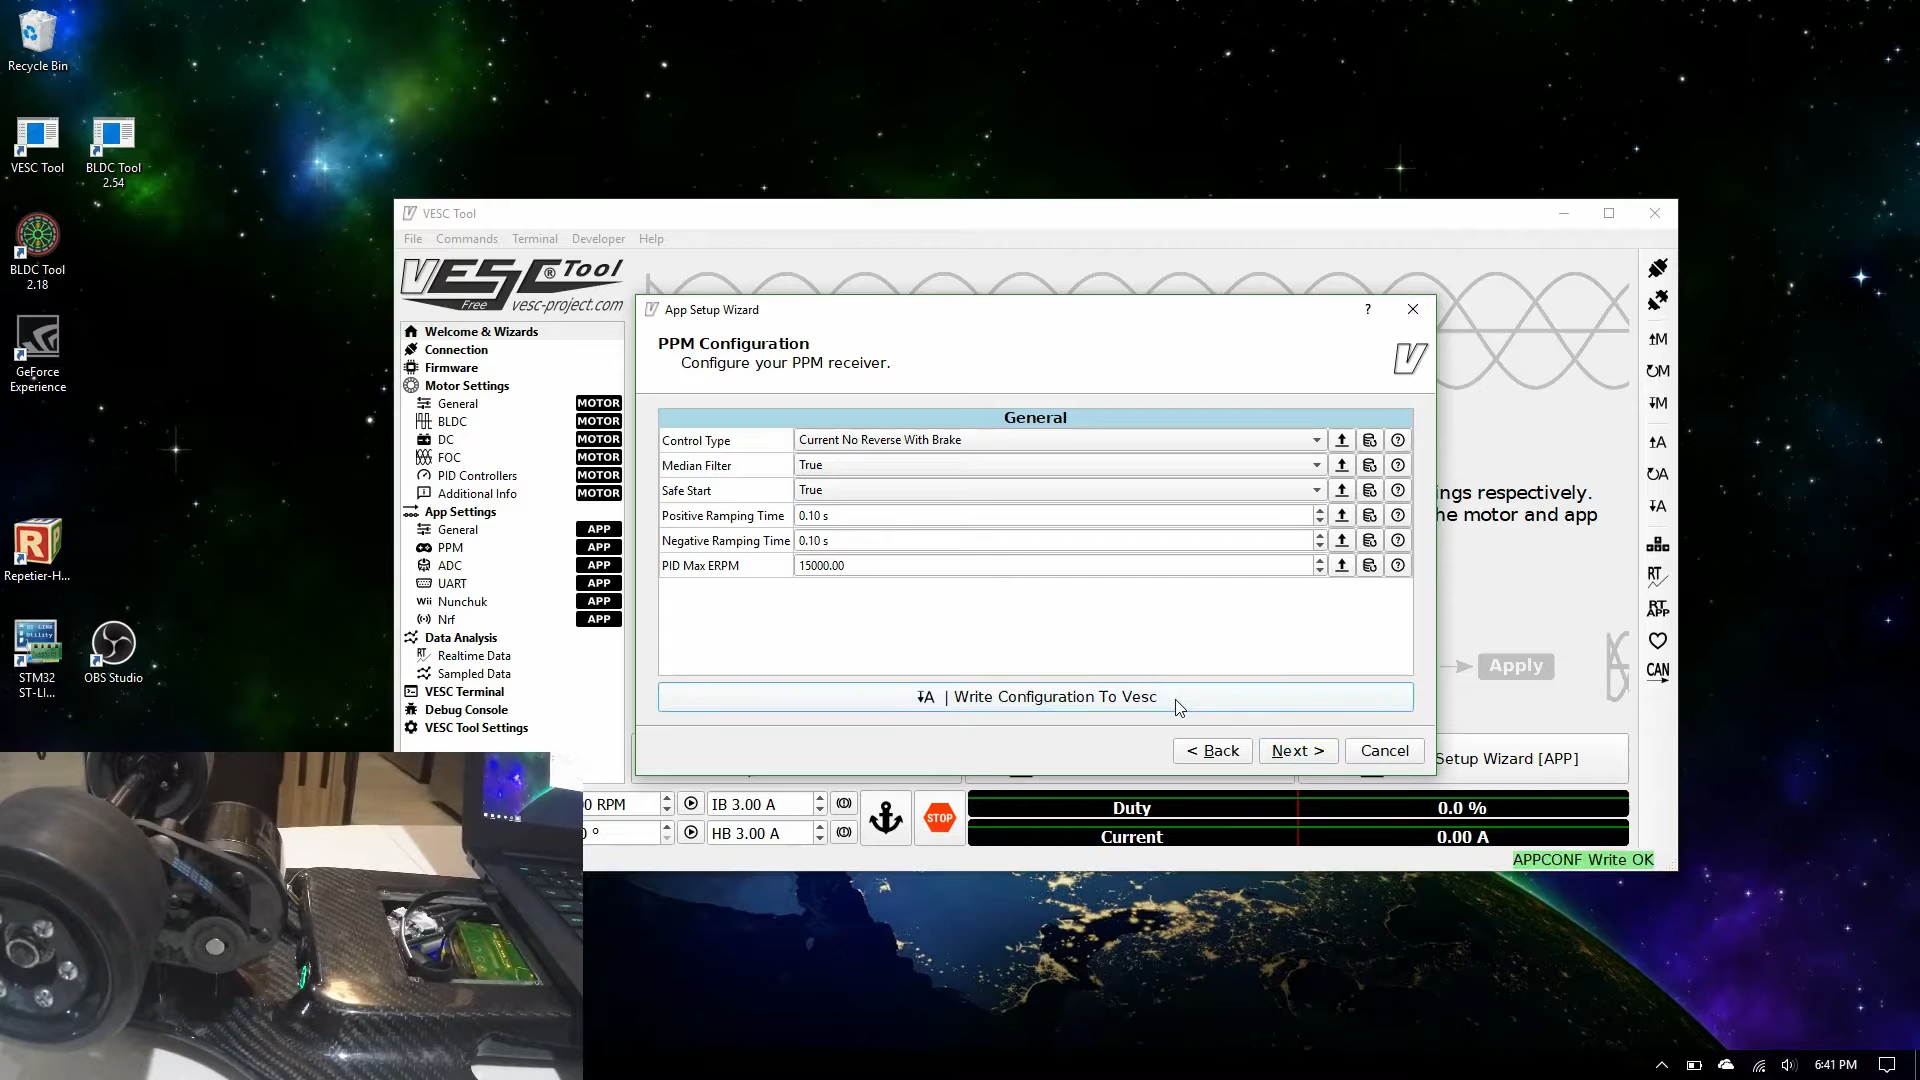 Recycle Bin
VESC Tool
BLDC Tool
2.54
BLDC Tool
2.18
GeForce
Experience
Repetier-H...
STM32
ST-LI...
OBS Studio
VESC Tool
File Commands Terminal Developer Help
VESC® Tool
Free vesc-project.com
Welcome & Wizards
Connection
Firmware
Motor Settings
General MOTOR
BLDC MOTOR
DC MOTOR
FOC MOTOR
PID Controllers MOTOR
Additional Info MOTOR
App Settings
General APP
PPM APP
ADC APP
UART APP
Wii Nunchuk APP
Nrf APP
Data Analysis
RT Realtime Data
Sampled Data
VESC Terminal
Debug Console
VESC Tool Settings
App Setup Wizard
?
PPM Configuration
Configure your PPM receiver.
General
Control Type Current No Reverse With Brake
Median Filter True
Safe Start True
Positive Ramping Time 0.10 s
Negative Ramping Time 0.10 s
PID Max ERPM 15000.00
A | Write Configuration To Vesc
< Back Next > Cancel
ings respectively.
he motor and app
Apply
Setup Wizard [APP]
M
M
M
A
A
A
RT
RT
APP
CAN
0 RPM IB 3.00 A
0 ° HB 3.00 A
STOP
Duty 0.0 %
Current 0.00 A
APPCONF Write OK
6:41 PM